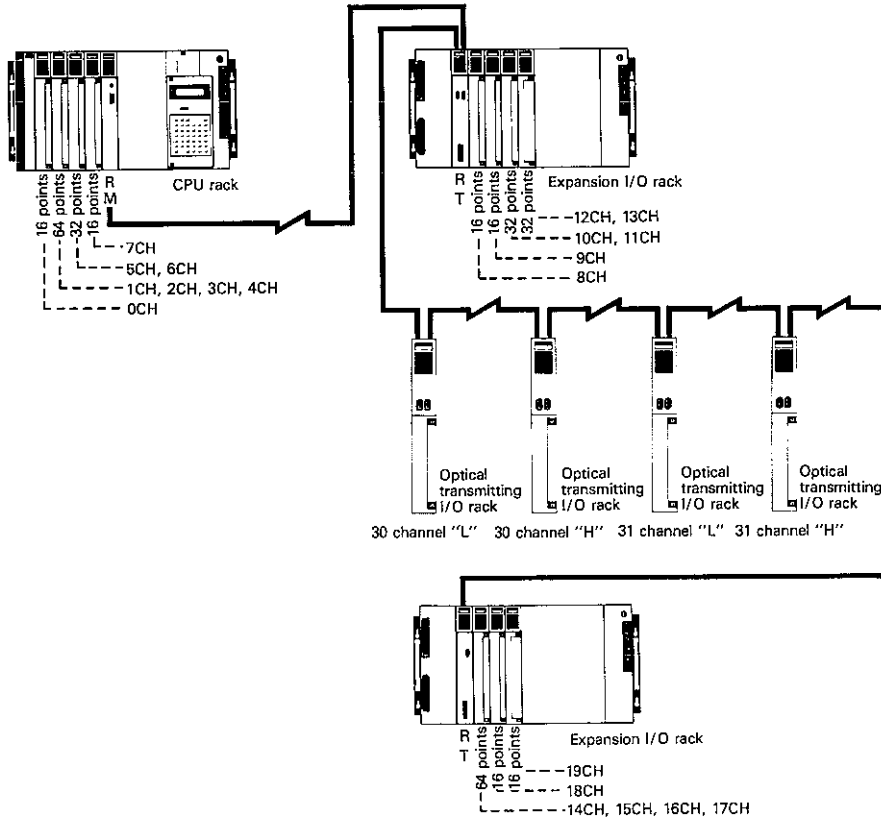 CPU rack
R
M
16 points
64 points
32 points
16 points
7CH
5CH, 6CH
1CH, 2CH, 3CH, 4CH
0CH
Expansion I/O rack
R
T
16 points
16 points
32 points
32 points
12CH, 13CH
10CH, 11CH
9CH
8CH
Optical
transmitting
I/O rack
Optical
transmitting
I/O rack
Optical
transmitting
I/O rack
Optical
transmitting
I/O rack
30 channel "L"
30 channel "H"
31 channel "L"
31 channel "H"
Expansion I/O rack
R
T
64 points
16 points
16 points
19CH
18CH
14CH, 15CH, 16CH, 17CH